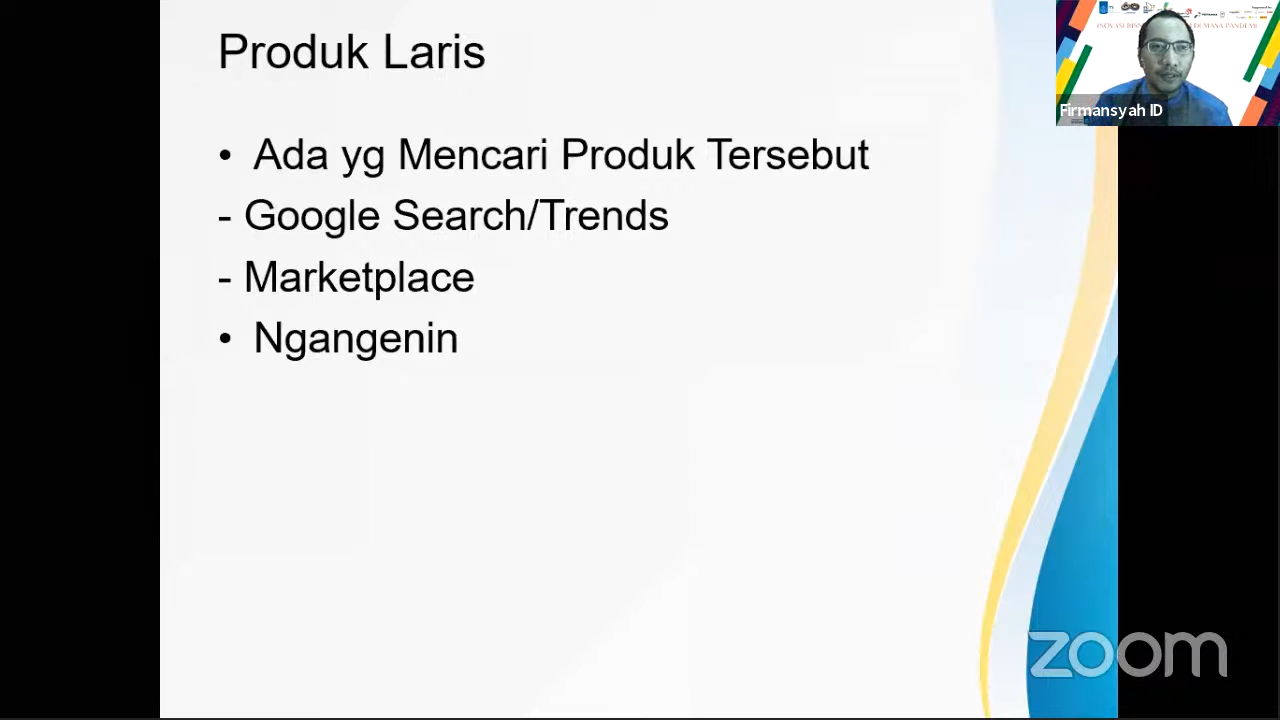 Produk Laris
• Ada yg Mencari Produk Tersebut
- Google Search/Trends
- Marketplace
• Ngangenin
Firmansyah ID
zoom